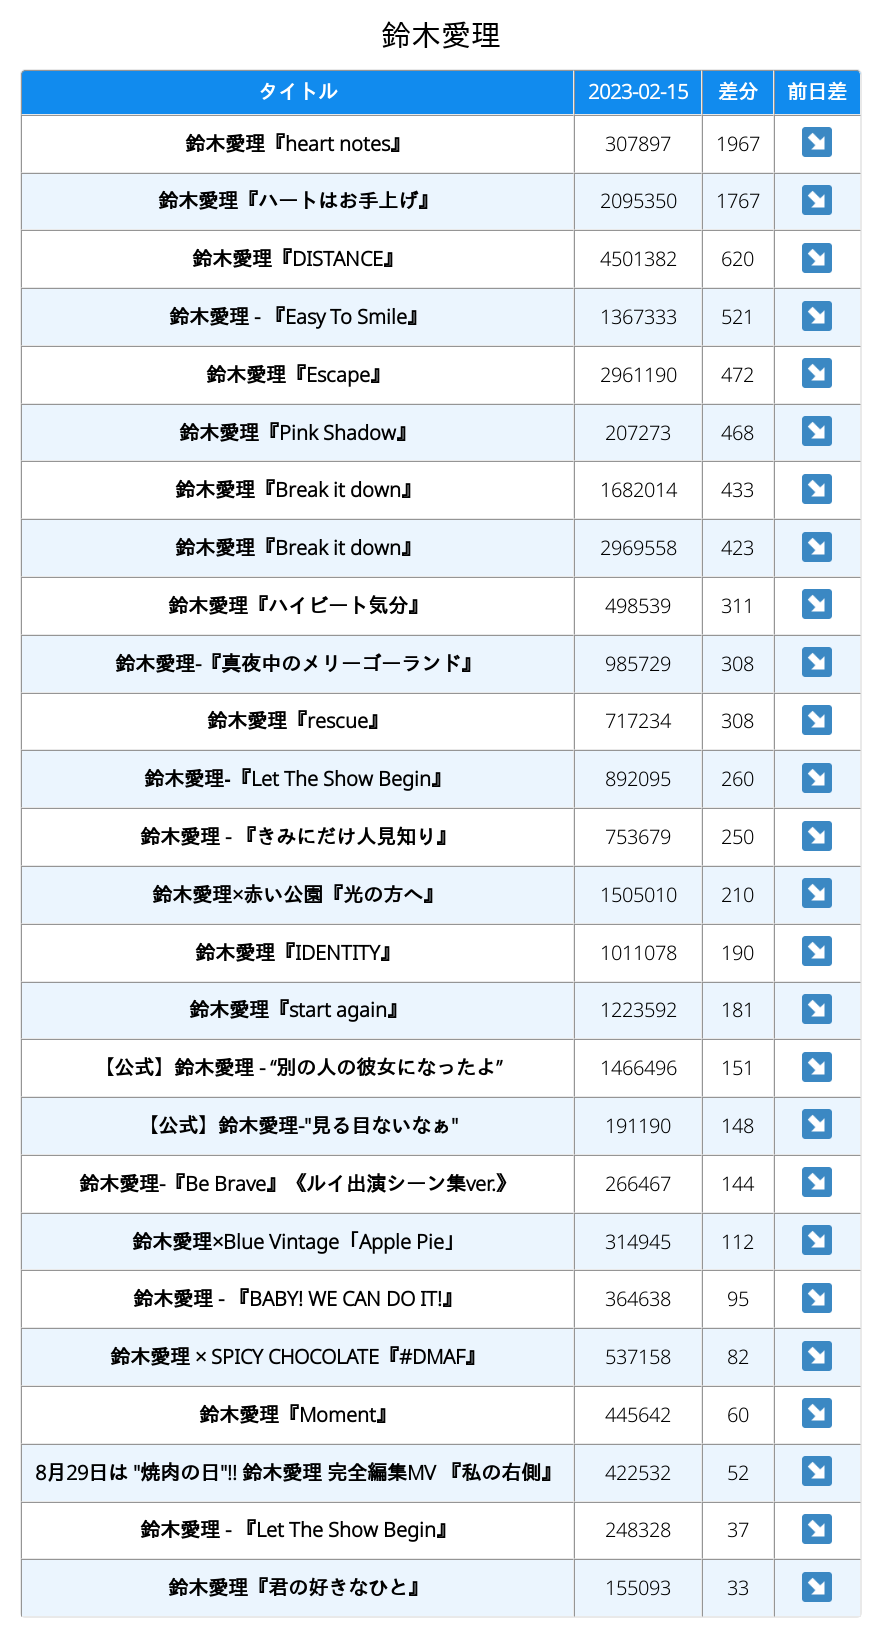 鈴木愛理
タイトル 2023-02-15 差分 前日差
鈴木愛理『heart notes』 307897 1967 ↘
鈴木愛理『ハートはお手上げ』 2095350 1767 ↘
鈴木愛理『DISTANCE』 4501382 620 ↘
鈴木愛理 - 『Easy To Smile』 1367333 521 ↘
鈴木愛理『Escape』 2961190 472 ↘
鈴木愛理『Pink Shadow』 207273 468 ↘
鈴木愛理『Break it down』 1682014 433 ↘
鈴木愛理『Break it down』 2969558 423 ↘
鈴木愛理『ハイビート気分』 498539 311 ↘
鈴木愛理-『真夜中のメリーゴーランド』 985729 308 ↘
鈴木愛理『rescue』 717234 308 ↘
鈴木愛理-『Let The Show Begin』 892095 260 ↘
鈴木愛理 - 『きみにだけ人見知り』 753679 250 ↘
鈴木愛理×赤い公園『光の方へ』 1505010 210 ↘
鈴木愛理『IDENTITY』 1011078 190 ↘
鈴木愛理『start again』 1223592 181 ↘
【公式】鈴木愛理 - “別の人の彼女になったよ” 1466496 151 ↘
【公式】鈴木愛理-"見る目ないなぁ" 191190 148 ↘
鈴木愛理-『Be Brave』《ルイ出演シーン集ver.》 266467 144 ↘
鈴木愛理×Blue Vintage「Apple Pie」 314945 112 ↘
鈴木愛理 - 『BABY! WE CAN DO IT!』 364638 95 ↘
鈴木愛理 × SPICY CHOCOLATE『#DMAF』 537158 82 ↘
鈴木愛理『Moment』 445642 60 ↘
8月29日は "焼肉の日"!! 鈴木愛理 完全編集MV 『私の右側』 422532 52 ↘
鈴木愛理 - 『Let The Show Begin』 248328 37 ↘
鈴木愛理『君の好きなひと』 155093 33 ↘